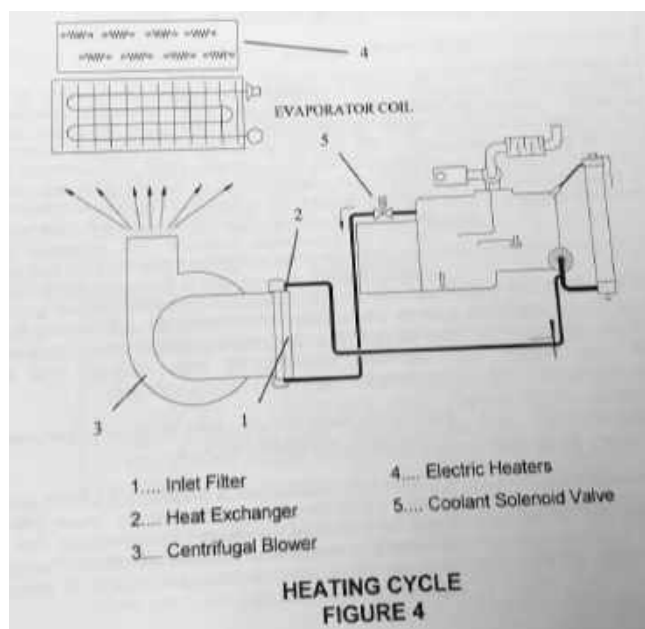 4
EVAPORATOR COIL
5
2
3
1
1.... Inlet Filter
2.... Heat Exchanger
3.... Centrifugal Blower
4.... Electric Heaters
5.... Coolant Solenoid Valve
HEATING CYCLE
FIGURE 4